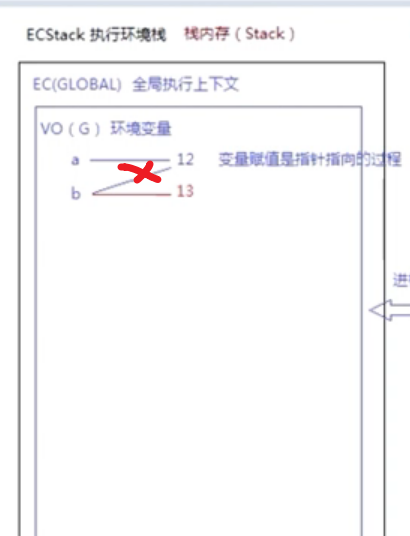 ECStack 执行环境栈 栈内存（Stack）
EC(GLOBAL) 全局执行上下文
VO（G）环境变量
a 12 变量赋值是指针指向的过程
b 13
进